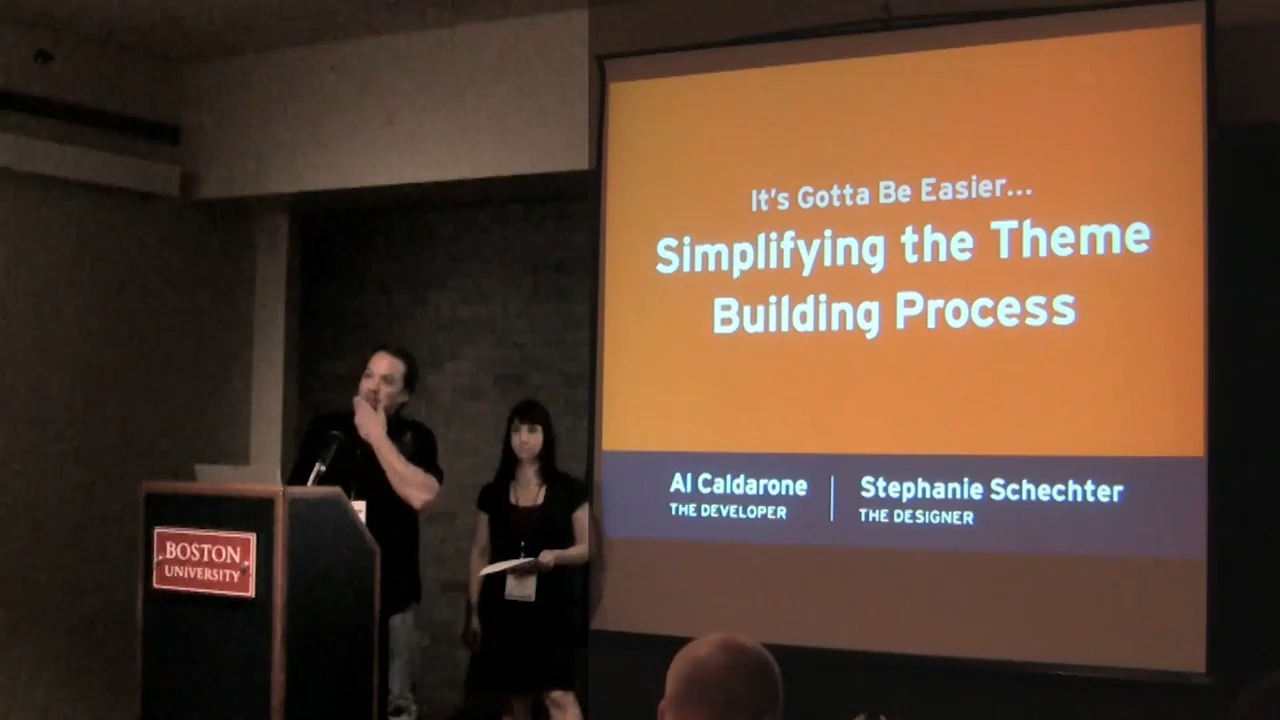 It's Gotta Be Easier...
Simplifying the Theme
Building Process
Al Caldarone
THE DEVELOPER
Stephanie Schechter
THE DESIGNER
BOSTON
UNIVERSITY